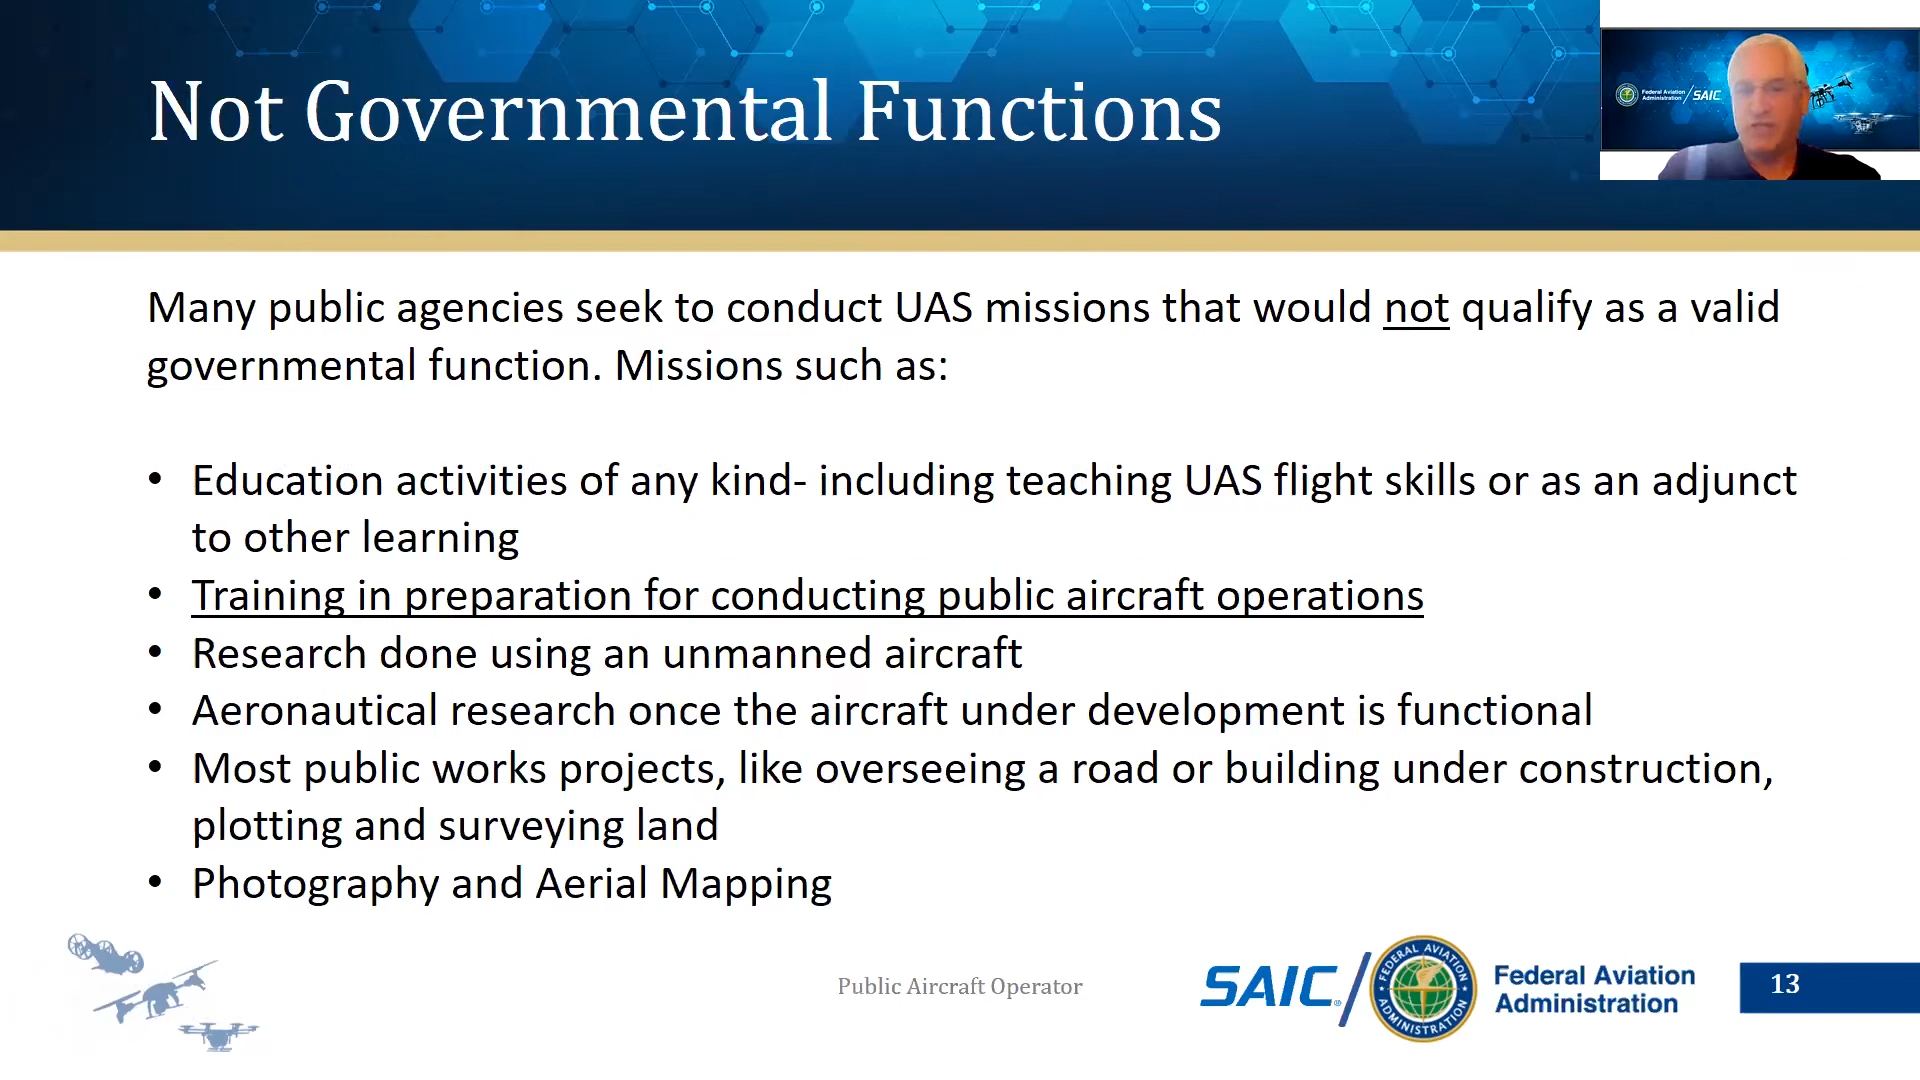 Not Governmental Functions
Federal Aviation
Administration
SAIC
Many public agencies seek to conduct UAS missions that would not qualify as a valid
governmental function. Missions such as:
• Education activities of any kind- including teaching UAS flight skills or as an adjunct
to other learning
• Training in preparation for conducting public aircraft operations
• Research done using an unmanned aircraft
• Aeronautical research once the aircraft under development is functional
• Most public works projects, like overseeing a road or building under construction,
plotting and surveying land
• Photography and Aerial Mapping
Public Aircraft Operator
SAIC®
FEDERAL AVIATION
ADMINISTRATION
Federal Aviation
Administration
13